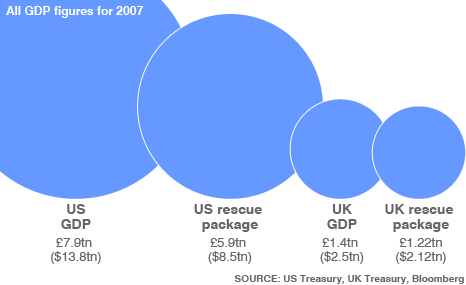 All GDP figures for 2007
US
GDP
£7.9tn
($13.8tn)
US rescue
package
£5.9tn
($8.5tn)
UK
GDP
£1.4tn
($2.5tn)
UK rescue
package
£1.22tn
($2.12tn)
SOURCE: US Treasury, UK Treasury, Bloomberg